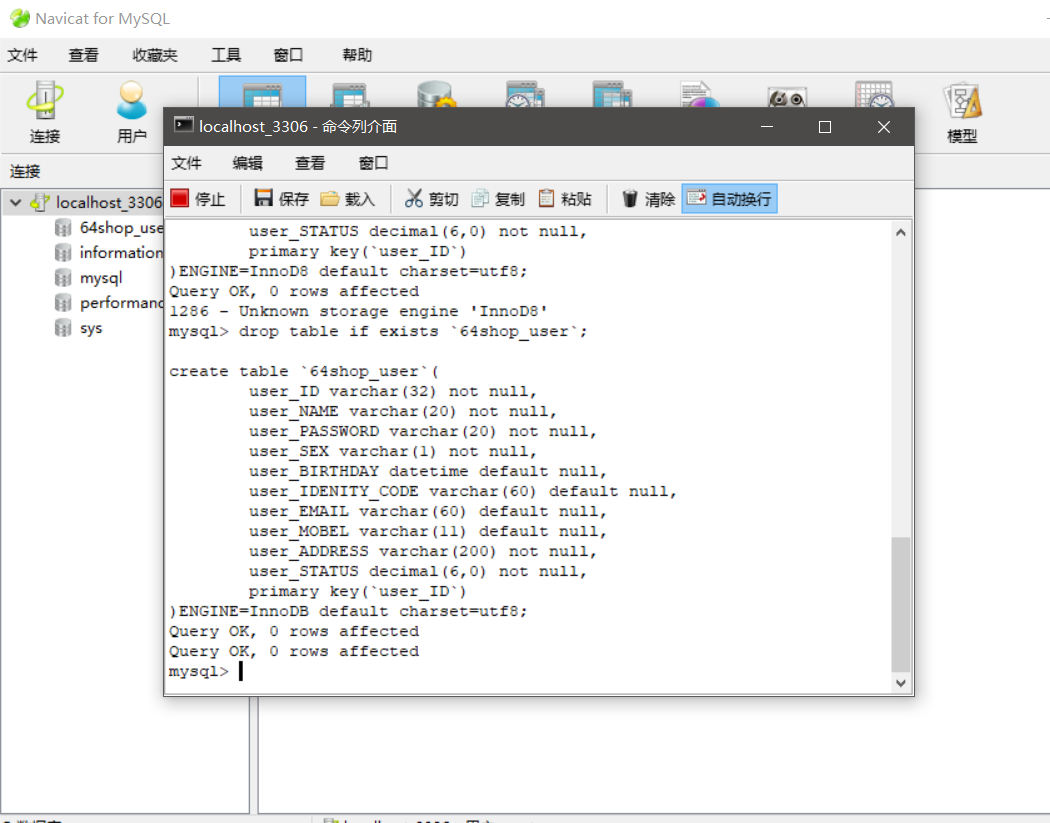 Navicat for MySQL
文件 查看 收藏夹 工具 窗口 帮助
连接 用户 模型
连接
localhost_3306
64shop_use
information
mysql
performanc
sys
localhost_3306 - 命令列介面
文件 编辑 查看 窗口
停止 保存 载入 剪切 复制 粘贴 清除 自动换行
user_STATUS decimal(6,0) not null,
primary key(`user_ID`)
)ENGINE=InnoD8 default charset=utf8;
Query OK, 0 rows affected
1286 - Unknown storage engine 'InnoD8'
mysql> drop table if exists `64shop_user`;
create table `64shop_user`(
user_ID varchar(32) not null,
user_NAME varchar(20) not null,
user_PASSWORD varchar(20) not null,
user_SEX varchar(1) not null,
user_BIRTHDAY datetime default null,
user_IDENITY_CODE varchar(60) default null,
user_EMAIL varchar(60) default null,
user_MOBEL varchar(11) default null,
user_ADDRESS varchar(200) not null,
user_STATUS decimal(6,0) not null,
primary key(`user_ID`)
)ENGINE=InnoDB default charset=utf8;
Query OK, 0 rows affected
Query OK, 0 rows affected
mysql>